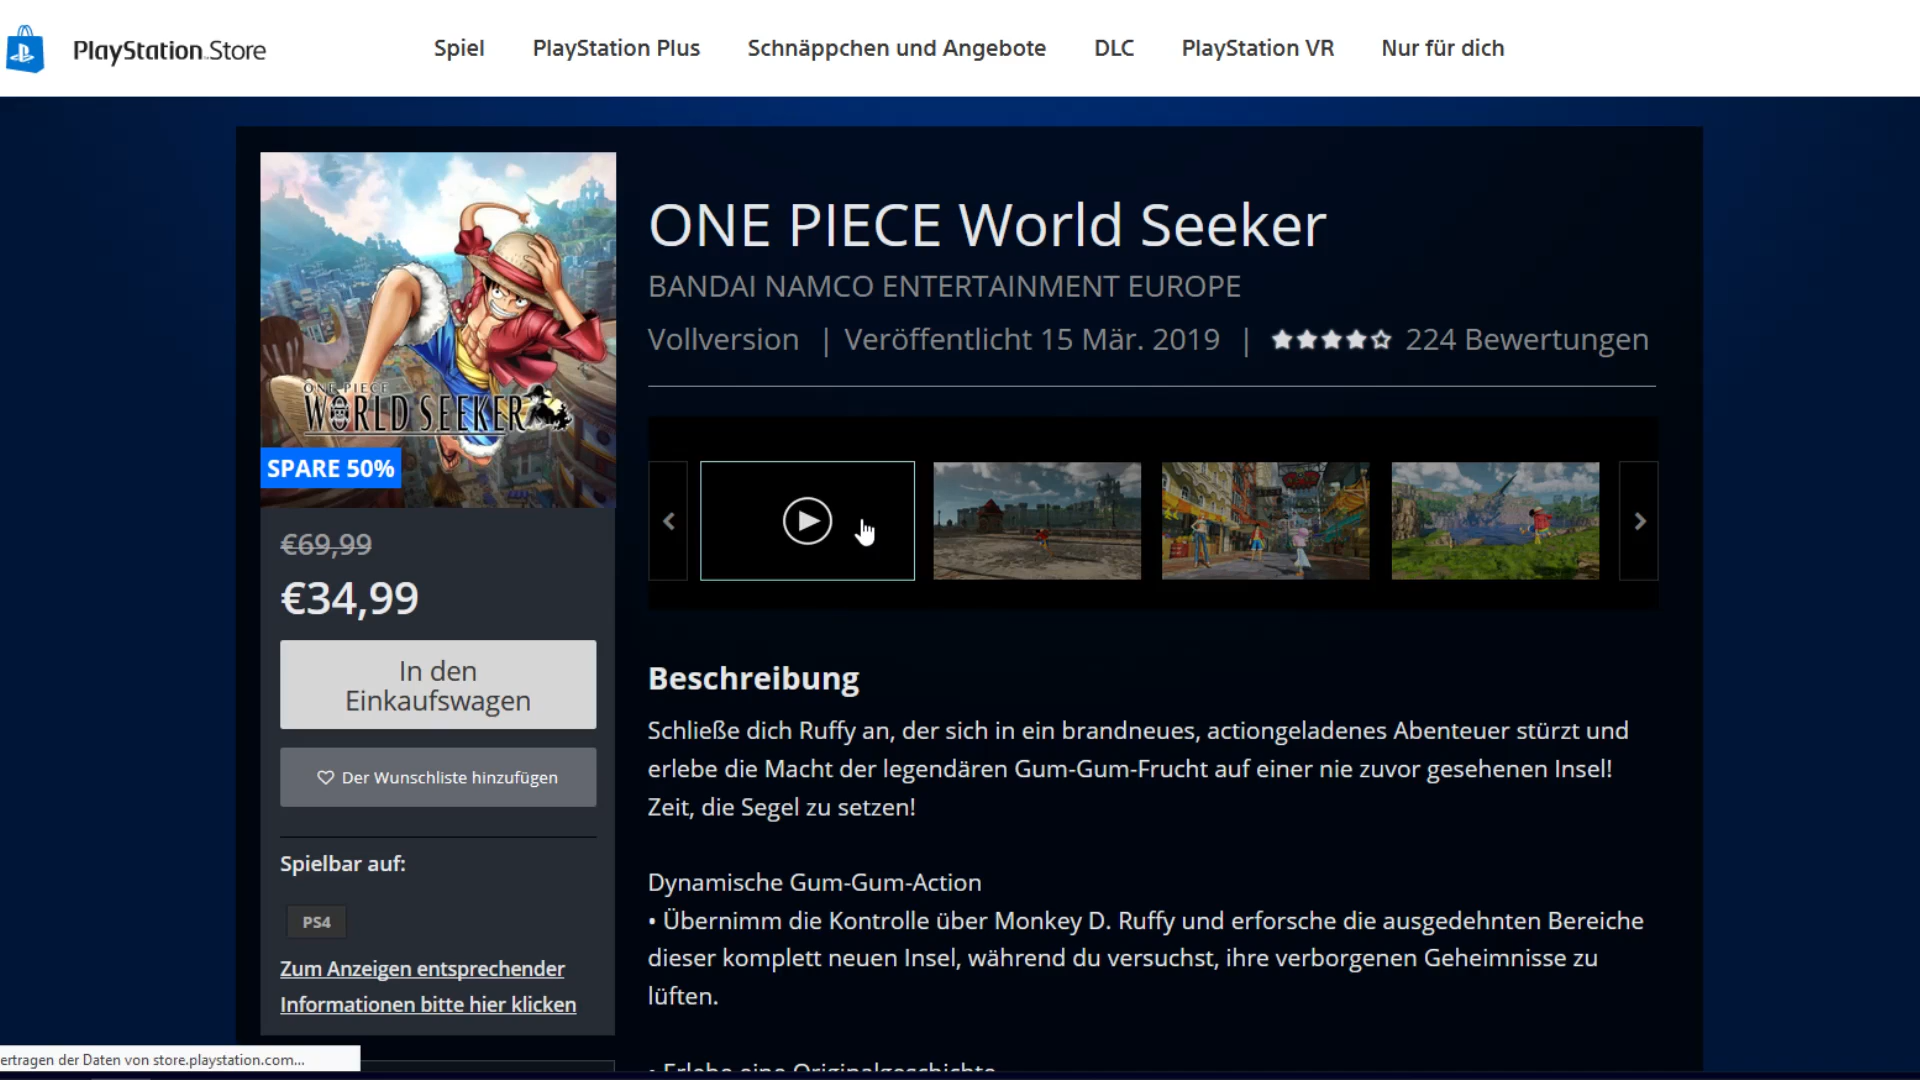 PlayStation.Store
Spiel
PlayStation Plus
Schnäppchen und Angebote
DLC
PlayStation VR
Nur für dich
ONE PIECE
WORLD SEEKER
SPARE 50%
€69,99
€34,99
In den
Einkaufswagen
Der Wunschliste hinzufügen
Spielbar auf:
PS4
Zum Anzeigen entsprechender
Informationen bitte hier klicken
ONE PIECE World Seeker
BANDAI NAMCO ENTERTAINMENT EUROPE
Vollversion | Veröffentlicht 15 Mär. 2019 | ★★★★☆ 224 Bewertungen
Beschreibung
Schließe dich Ruffy an, der sich in ein brandneues, actiongeladenes Abenteuer stürzt und
erlebe die Macht der legendären Gum-Gum-Frucht auf einer nie zuvor gesehenen Insel!
Zeit, die Segel zu setzen!
Dynamische Gum-Gum-Action
• Übernimm die Kontrolle über Monkey D. Ruffy und erforsche die ausgedehnten Bereiche
dieser komplett neuen Insel, während du versuchst, ihre verborgenen Geheimnisse zu
lüften.
• Erlebe eine Originalgeschichte
ertragen der Daten von store.playstation.com...